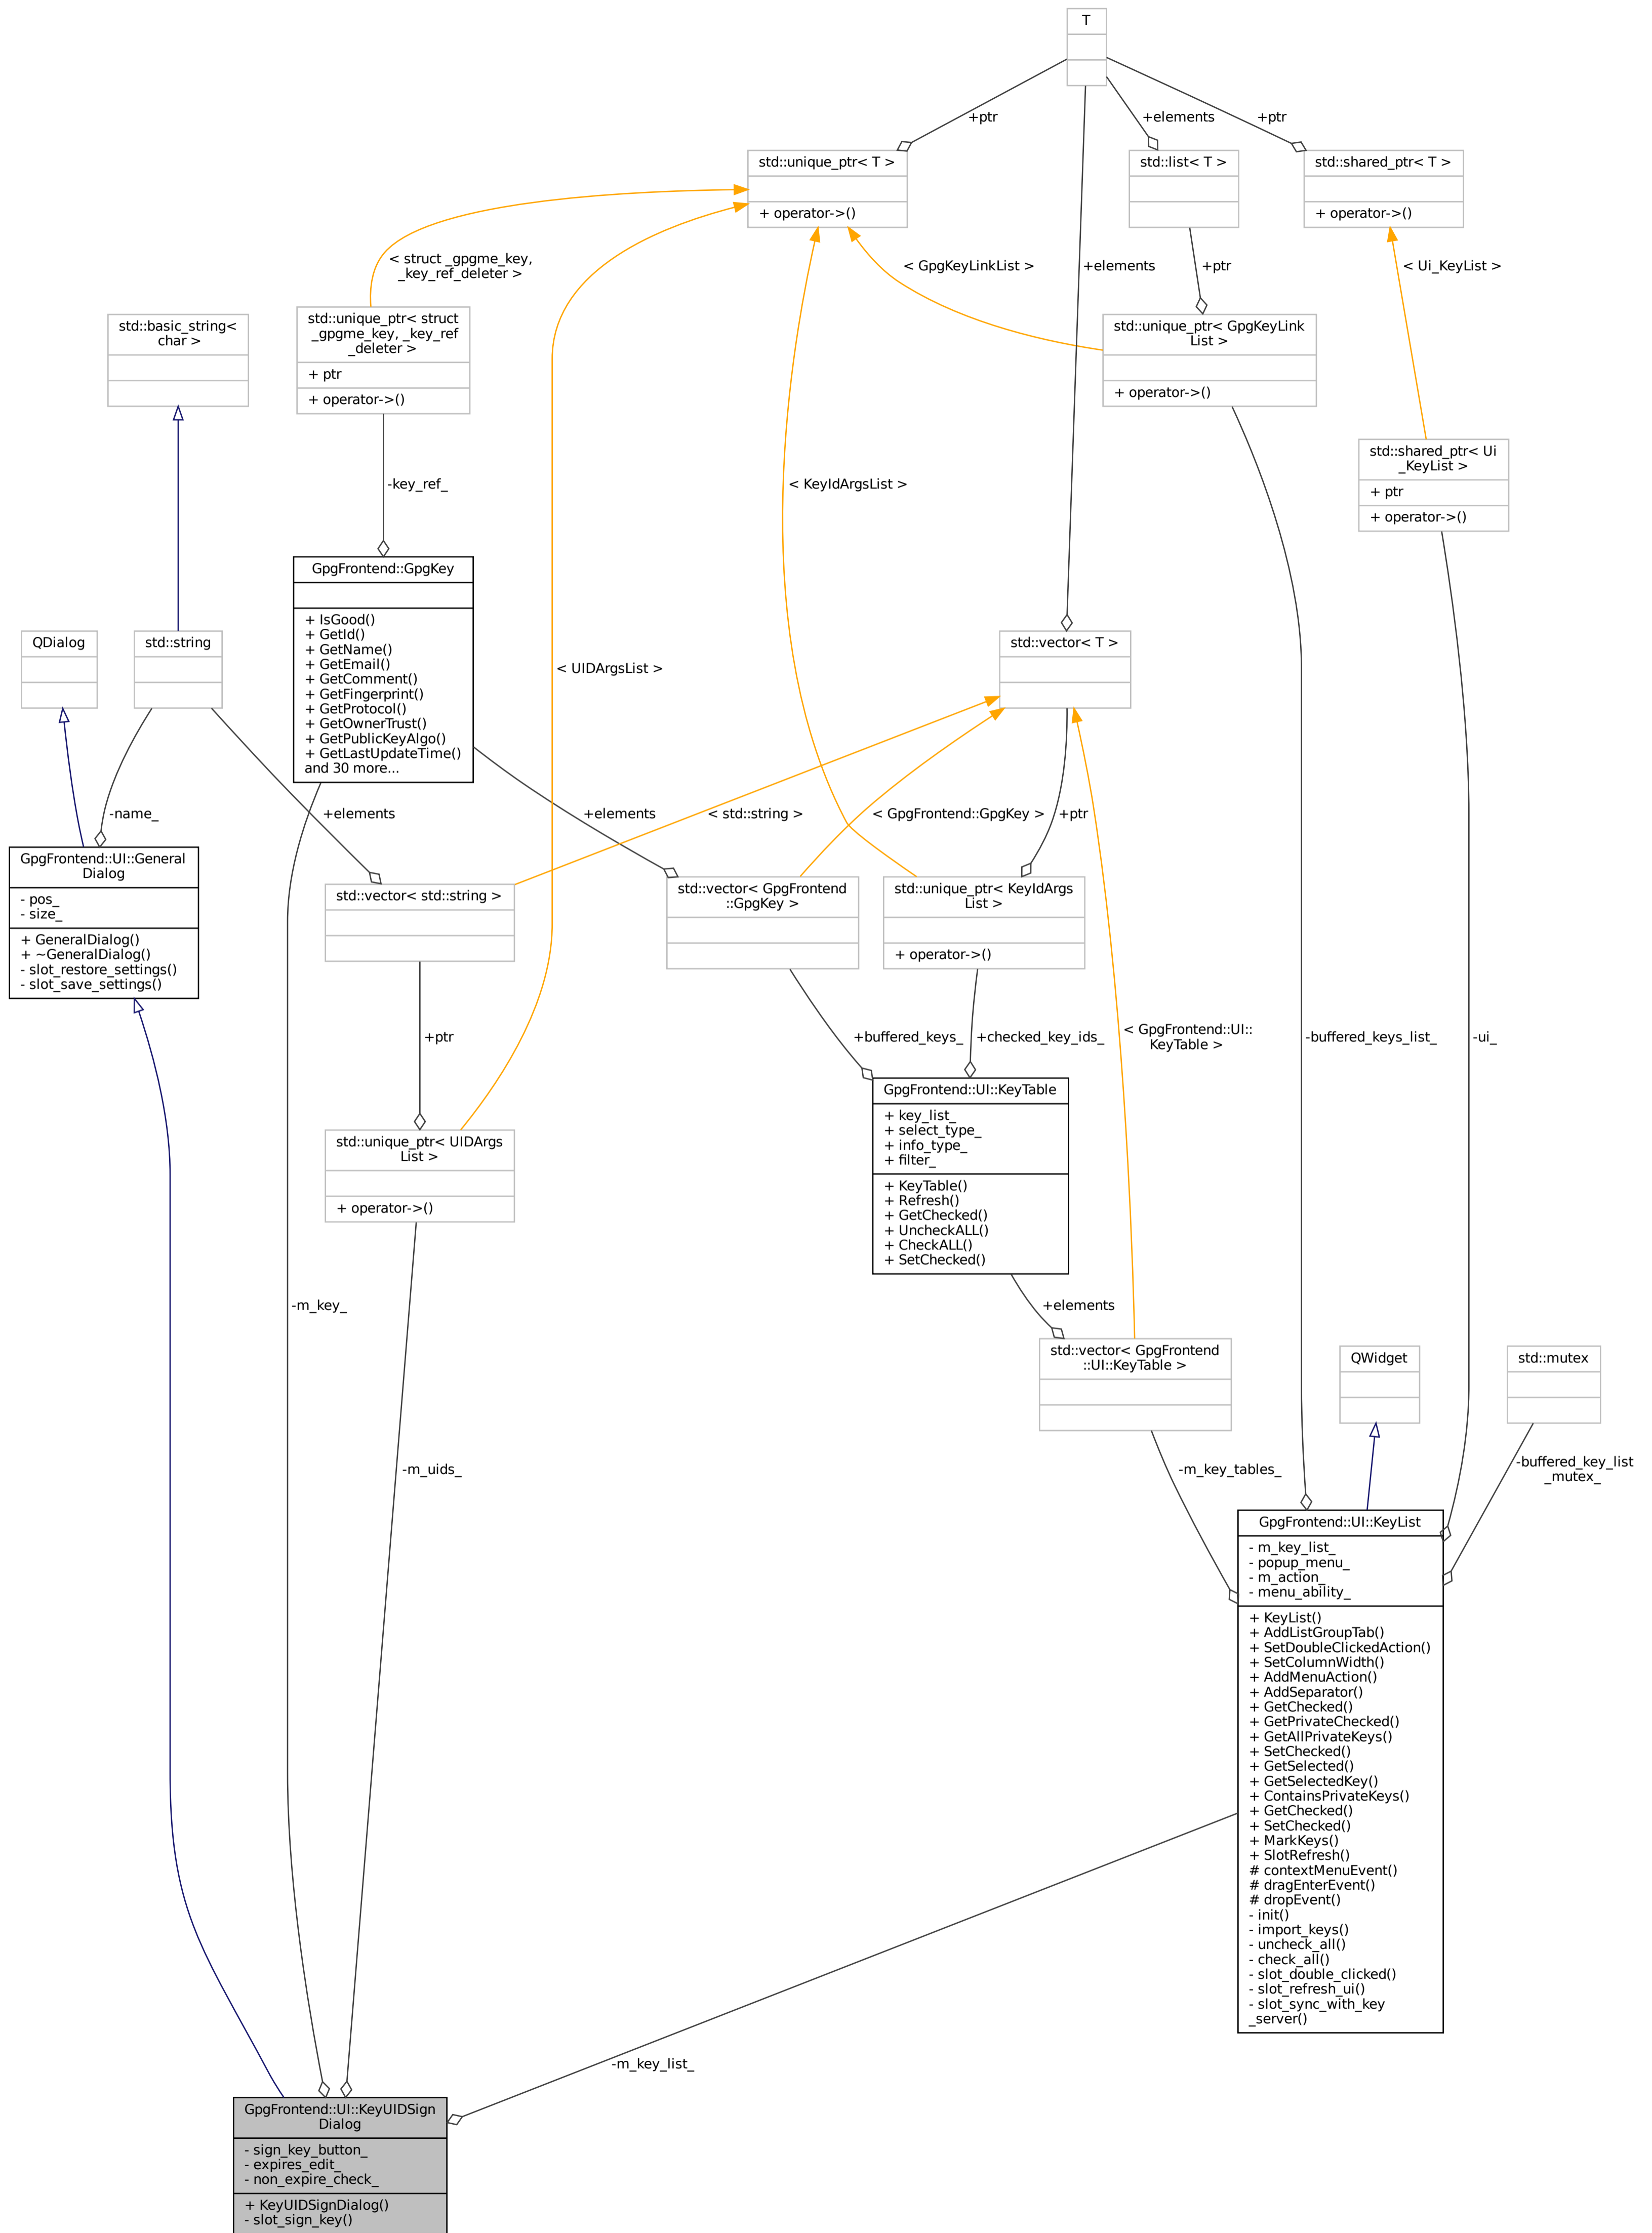 T
+ptr
+elements
+ptr
std::unique_ptr< T >
+ operator->()
std::list< T >
std::shared_ptr< T >
+ operator->()
< struct _gpgme_key,
_key_ref_deleter >
< GpgKeyLinkList >
+elements
+ptr
< Ui_KeyList >
std::basic_string<
char >
std::unique_ptr< struct
_gpgme_key, _key_ref
_deleter >
+ ptr
+ operator->()
std::unique_ptr< GpgKeyLink
List >
+ operator->()
std::shared_ptr< Ui
_KeyList >
+ ptr
+ operator->()
-key_ref_
< KeyIdArgsList >
GpgFrontend::GpgKey
+ IsGood()
+ GetId()
+ GetName()
+ GetEmail()
+ GetComment()
+ GetFingerprint()
+ GetProtocol()
+ GetOwnerTrust()
+ GetPublicKeyAlgo()
+ GetLastUpdateTime()
and 30 more...
QDialog
std::string
< UIDArgsList >
std::vector< T >
-name_
+elements
+elements
< std::string >
< GpgFrontend::GpgKey >
+ptr
GpgFrontend::UI::General
Dialog
- pos_
- size_
+ GeneralDialog()
+ ~GeneralDialog()
- slot_restore_settings()
- slot_save_settings()
std::vector< std::string >
std::vector< GpgFrontend
::GpgKey >
std::unique_ptr< KeyIdArgs
List >
+ operator->()
+ptr
+buffered_keys_
+checked_key_ids_
< GpgFrontend::UI::
KeyTable >
-buffered_keys_list_
-ui_
std::unique_ptr< UIDArgs
List >
+ operator->()
GpgFrontend::UI::KeyTable
+ key_list_
+ select_type_
+ info_type_
+ filter_
+ KeyTable()
+ Refresh()
+ GetChecked()
+ UncheckALL()
+ CheckALL()
+ SetChecked()
-m_key_
+elements
std::vector< GpgFrontend
::UI::KeyTable >
QWidget
std::mutex
-m_uids_
-m_key_tables_
-buffered_key_list
_mutex_
GpgFrontend::UI::KeyList
- m_key_list_
- popup_menu_
- m_action_
- menu_ability_
+ KeyList()
+ AddListGroupTab()
+ SetDoubleClickedAction()
+ SetColumnWidth()
+ AddMenuAction()
+ AddSeparator()
+ GetChecked()
+ GetPrivateChecked()
+ GetAllPrivateKeys()
+ SetChecked()
+ GetSelected()
+ GetSelectedKey()
+ ContainsPrivateKeys()
+ GetChecked()
+ SetChecked()
+ MarkKeys()
+ SlotRefresh()
# contextMenuEvent()
# dragEnterEvent()
# dropEvent()
- init()
- import_keys()
- uncheck_all()
- check_all()
- slot_double_clicked()
- slot_refresh_ui()
- slot_sync_with_key
_server()
-m_key_list_
GpgFrontend::UI::KeyUIDSign
Dialog
- sign_key_button_
- expires_edit_
- non_expire_check_
+ KeyUIDSignDialog()
- slot_sign_key()